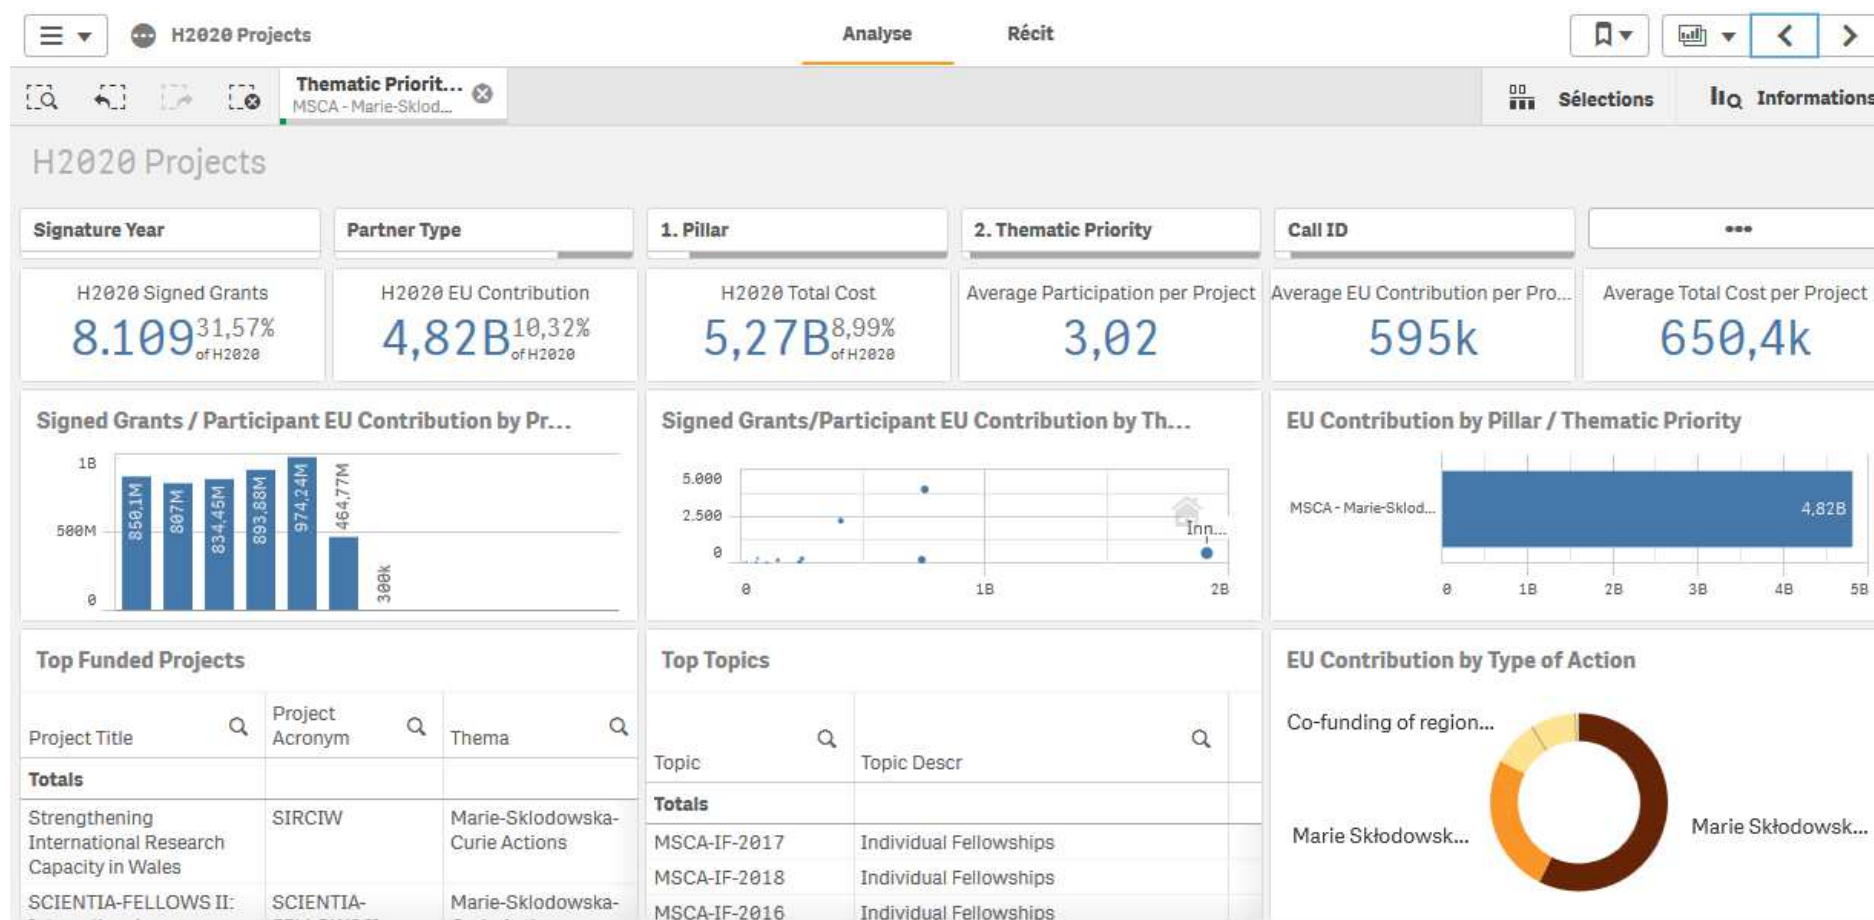 H2020 Projects
Analyse
Récit
Thematic Priorit...
MSCA - Marie-Sklod...
Sélections
Informations
H2020 Projects
Signature Year
Partner Type
1. Pillar
2. Thematic Priority
Call ID
•••
H2020 Signed Grants
8.109
31,57%
of H2020
H2020 EU Contribution
4,82B
10,32%
of H2020
H2020 Total Cost
5,27B
8,99%
of H2020
Average Participation per Project
3,02
Average EU Contribution per Pro...
595k
Average Total Cost per Project
650,4k
Signed Grants / Participant EU Contribution by Pr...
1B
500M
0
850,1M
807M
834,45M
893,88M
974,24M
464,77M
300k
Signed Grants/Participant EU Contribution by Th...
5.000
2.500
0
Inn...
0
1B
2B
EU Contribution by Pillar / Thematic Priority
MSCA - Marie-Sklod...
4,82B
0
1B
2B
3B
4B
5B
Top Funded Projects
Project Title
Project
Acronym
Thema
Totals
Strengthening
International Research
Capacity in Wales
SIRCIW
Marie-Sklodowska-
Curie Actions
SCIENTIA-FELLOWS II:
SCIENTIA-
Marie-Sklodowska-
Top Topics
Topic
Topic Descr
Totals
MSCA-IF-2017
Individual Fellowships
MSCA-IF-2018
Individual Fellowships
MSCA-IF-2016
Individual Fellowships
EU Contribution by Type of Action
Co-funding of region...
Marie Skłodowsk...
Marie Skłodowsk...